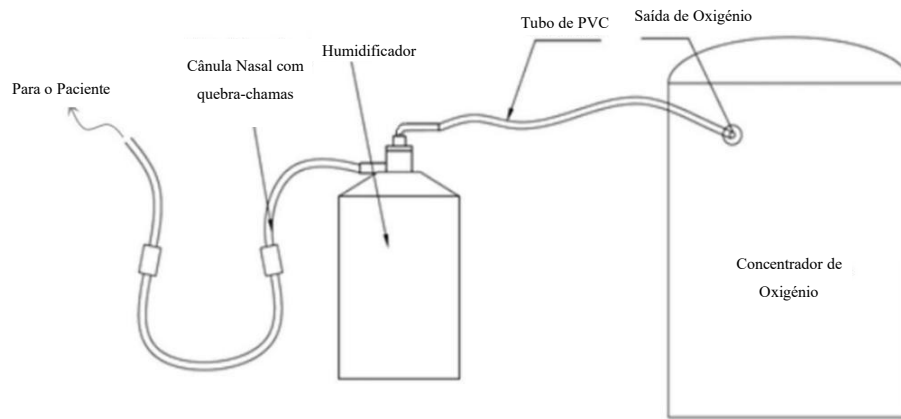 Tubo de PVC
Saída de Oxigénio
Humidificador
Cânula Nasal com
quebra-chamas
Para o Paciente
Concentrador de
Oxigénio